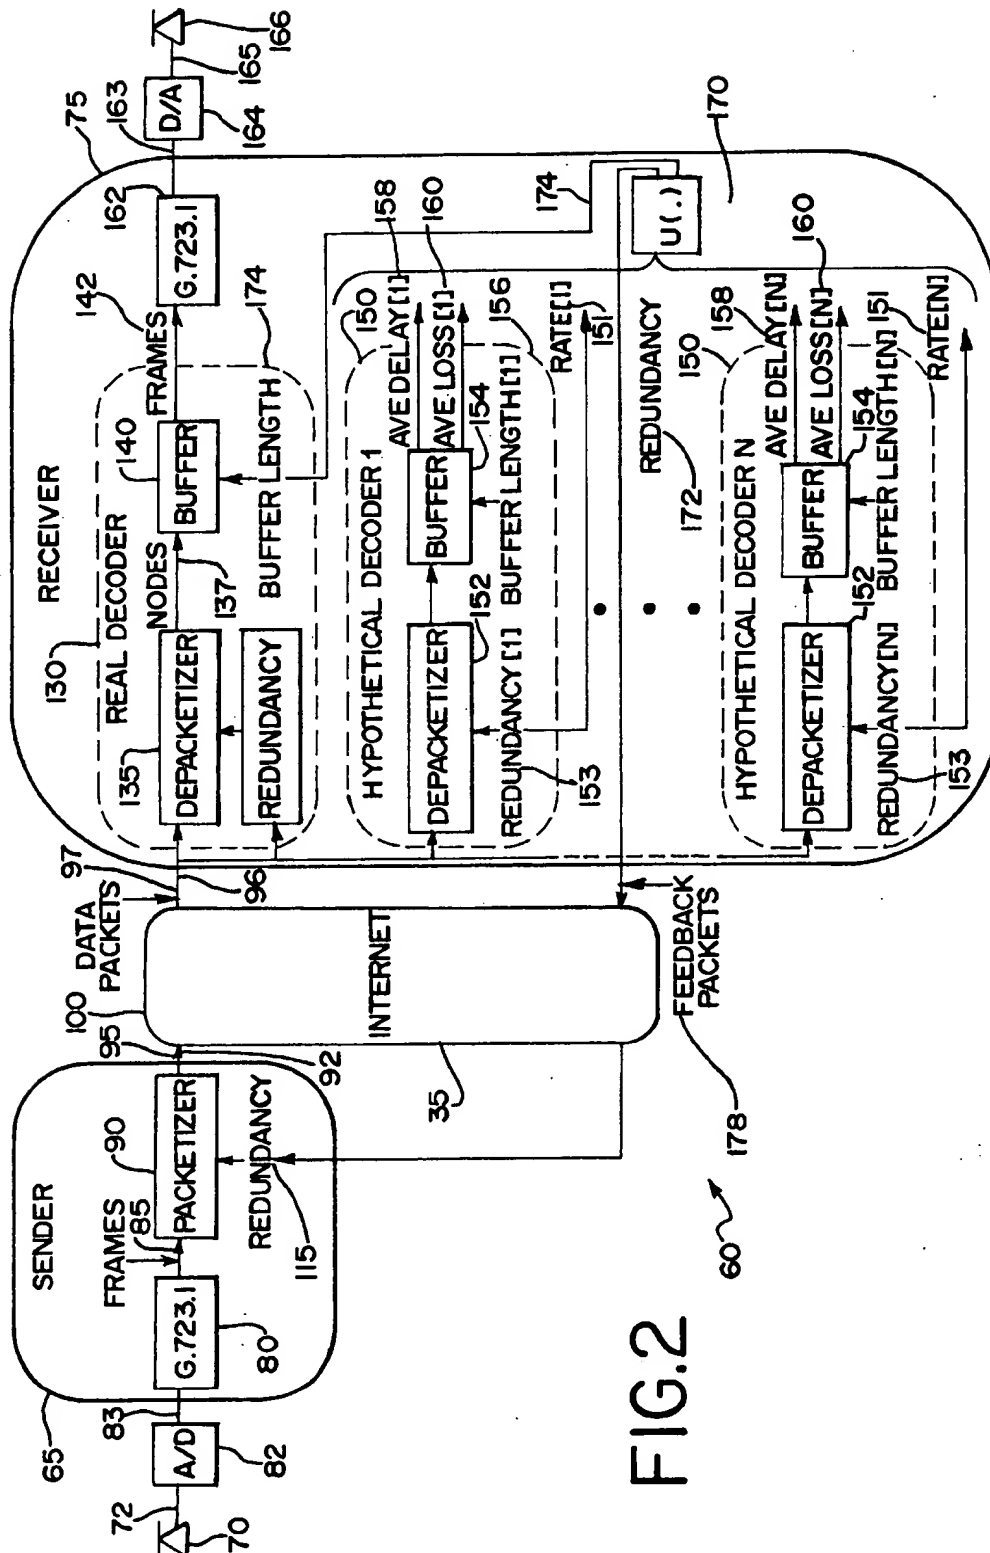 SENDER
65
70
72
A/D
82
83
G.723.1
80
FRAMES
85
PACKETIZER
90
REDUNDANCY
115
95
92
100
INTERNET
35
DATA
PACKETS
97
96
FEEDBACK
PACKETS
178
60
RECEIVER
75
130
REAL DECODER
135
DEPACKETIZER
REDUNDANCY
NODES
137
140
BUFFER
BUFFER LENGTH
174
FRAMES
142
G.723.1
162
163
D/A
164
165
166
HYPOTHETICAL DECODER 1
150
DEPACKETIZER
152
REDUNDANCY [1]
153
BUFFER
154
BUFFER LENGTH [1]
156
AVE DELAY [1]
158
AVE LOSS [1]
160
RATE [1]
151
REDUNDANCY
172
174
U(.)
170
HYPOTHETICAL DECODER N
150
DEPACKETIZER
152
REDUNDANCY [N]
153
BUFFER
154
BUFFER LENGTH [N]
AVE DELAY [N]
158
AVE LOSS [N]
160
RATE [N]
151
FIG.2